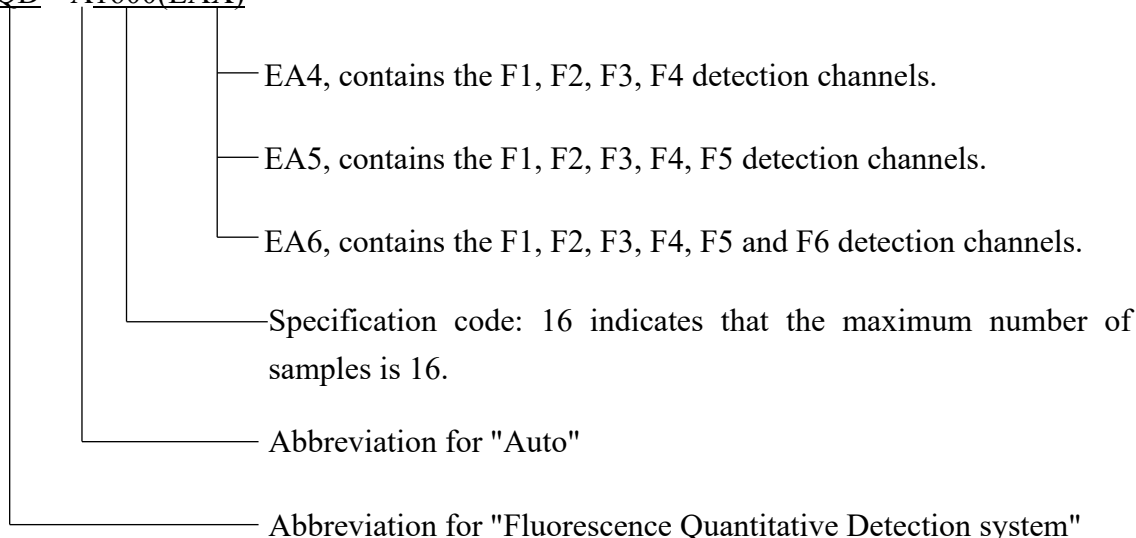 EA4, contains the F1, F2, F3, F4 detection channels.
EA5, contains the F1, F2, F3, F4, F5 detection channels.
EA6, contains the F1, F2, F3, F4, F5 and F6 detection channels.
Specification code: 16 indicates that the maximum number of
samples is 16.
Abbreviation for "Auto"
Abbreviation for "Fluorescence Quantitative Detection system"